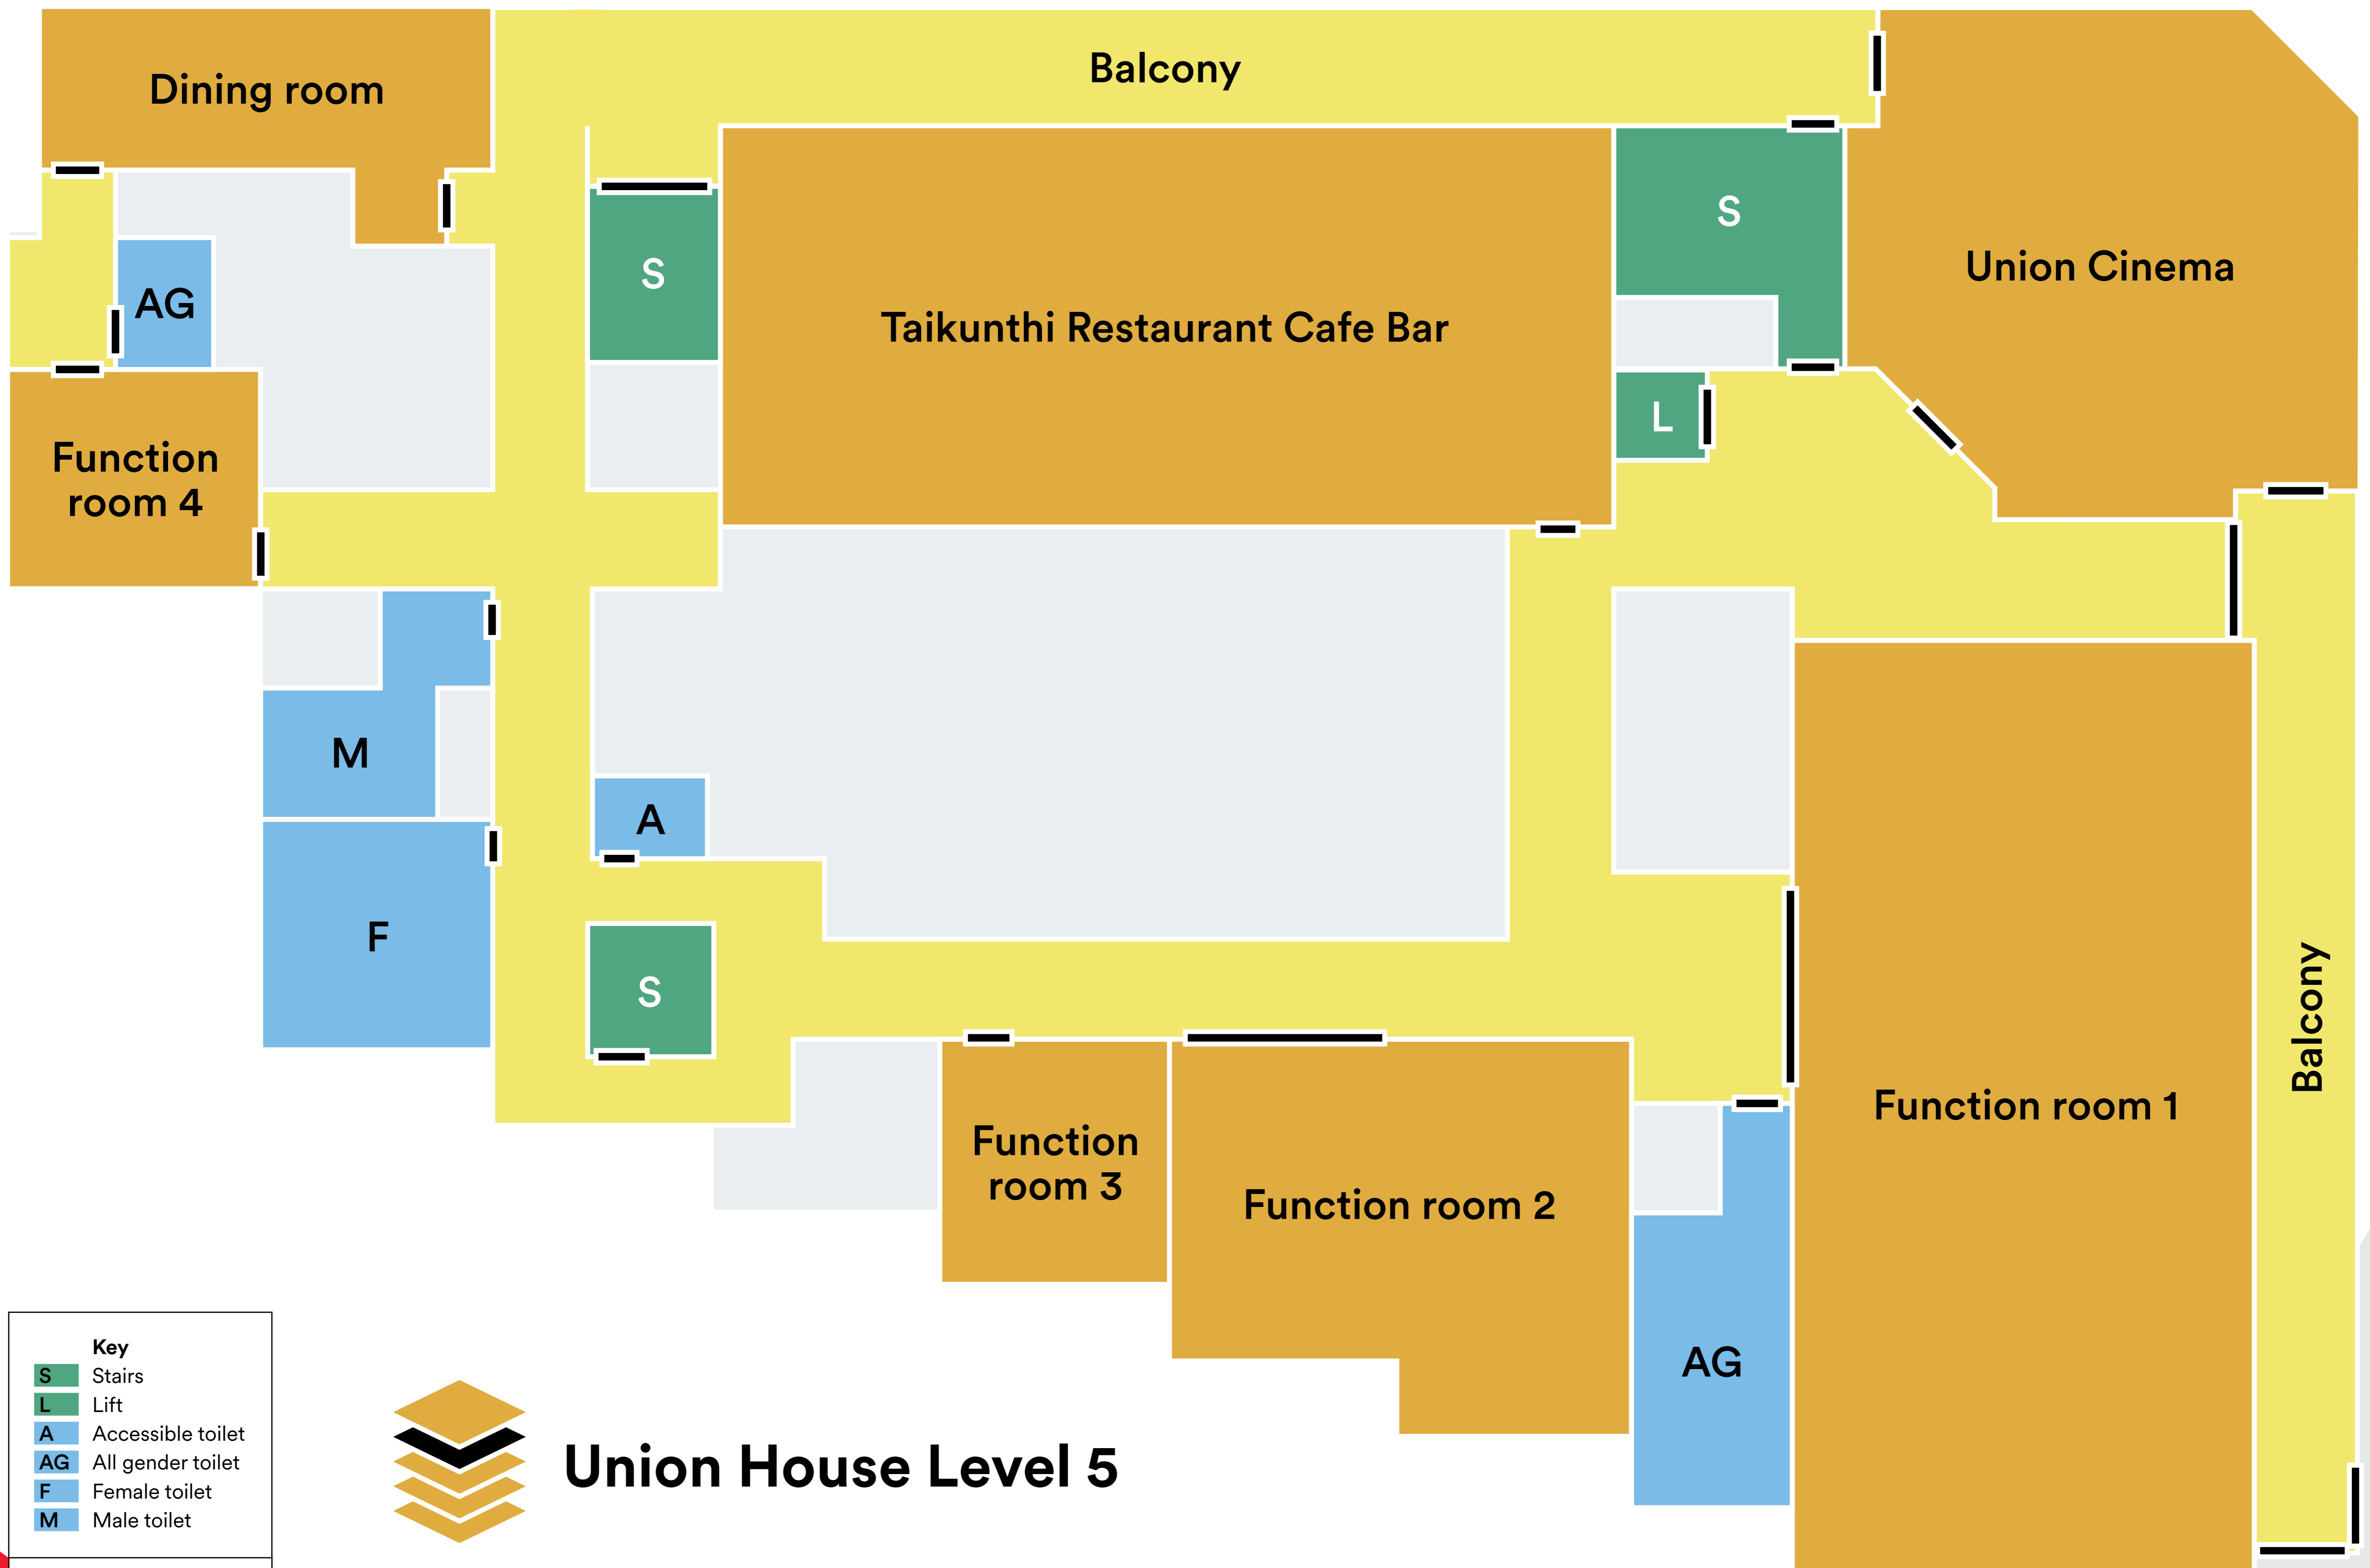 Dining room
Balcony
Union Cinema
S
S
AG
Taikunthi Restaurant Cafe Bar
L
Function
room 4
M
A
F
S
Balcony
Function room 1
Function
room 3
Function room 2
AG
Key
S Stairs
L Lift
A Accessible toilet
AG All gender toilet
F Female toilet
M Male toilet
Union House Level 5